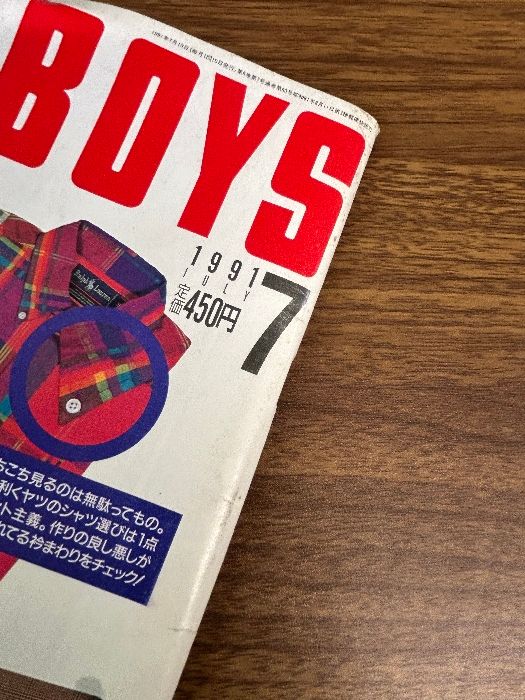 BOYS
1991
JULY
7
定価450円
Ralph Lauren
ちこち見るのは無駄ってもの。
利くヤツのシャツ選びは1点
ト主義。作りの良し悪しが
れてる衿まわりをチェック!